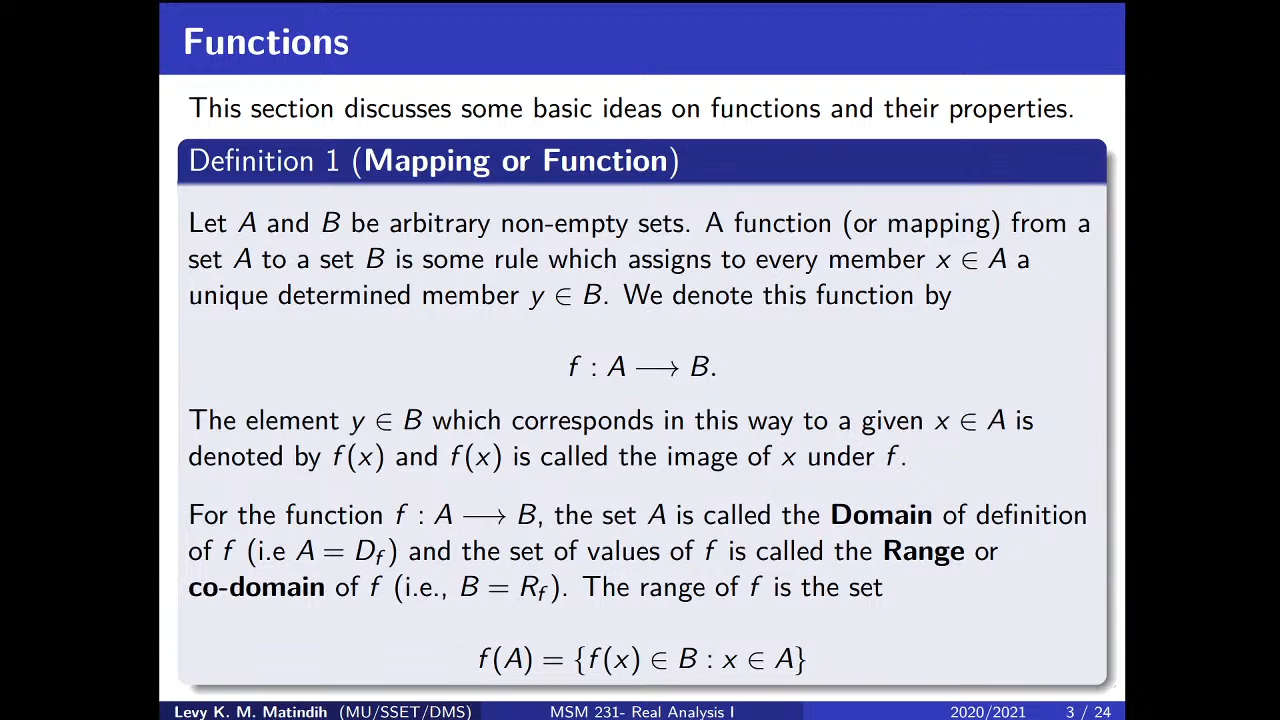 Functions
This section discusses some basic ideas on functions and their properties.
Definition 1 (Mapping or Function)
Let A and B be arbitrary non-empty sets. A function (or mapping) from a
set A to a set B is some rule which assigns to every member x ∈ A a
unique determined member y ∈ B. We denote this function by
f : A ⟶ B.
The element y ∈ B which corresponds in this way to a given x ∈ A is
denoted by f(x) and f(x) is called the image of x under f.
For the function f : A ⟶ B, the set A is called the Domain of definition
of f (i.e A = D_f) and the set of values of f is called the Range or
co-domain of f (i.e., B = R_f). The range of f is the set
f(A) = {f(x) ∈ B : x ∈ A}
Levy K. M. Matindih (MU/SSET/DMS) MSM 231- Real Analysis I 2020/2021 3 / 24